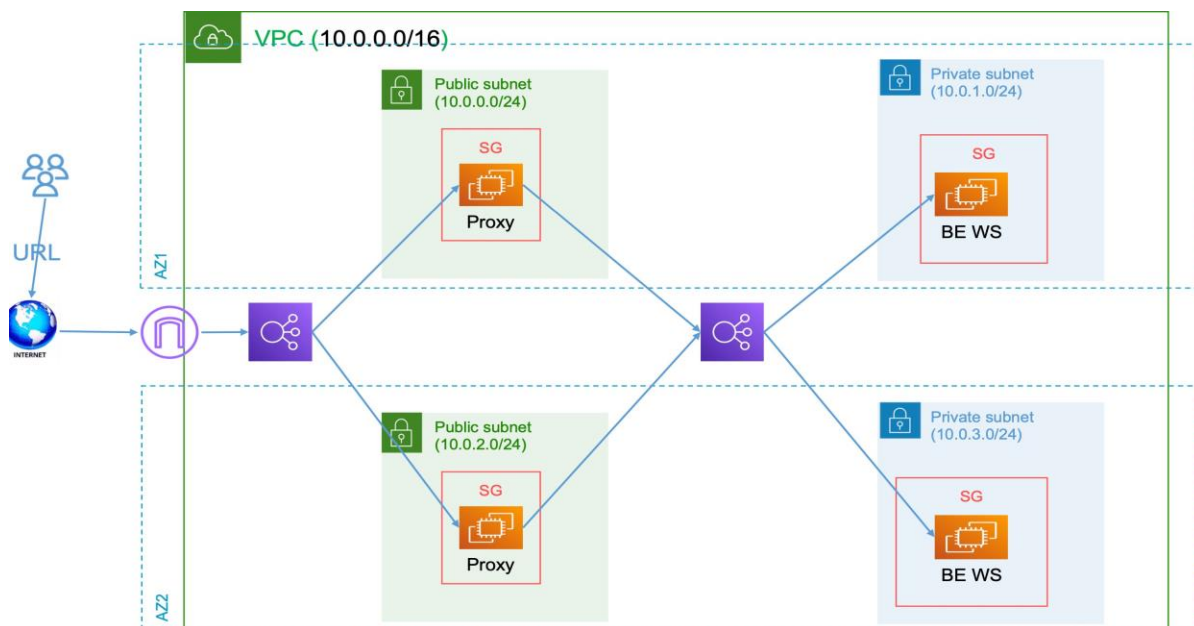 VPC (10.0.0.0/16)
Public subnet
(10.0.0.0/24)
SG
Proxy
Private subnet
(10.0.1.0/24)
SG
BE WS
URL
INTERNET
AZ1
Public subnet
(10.0.2.0/24)
SG
Proxy
Private subnet
(10.0.3.0/24)
SG
BE WS
AZ2